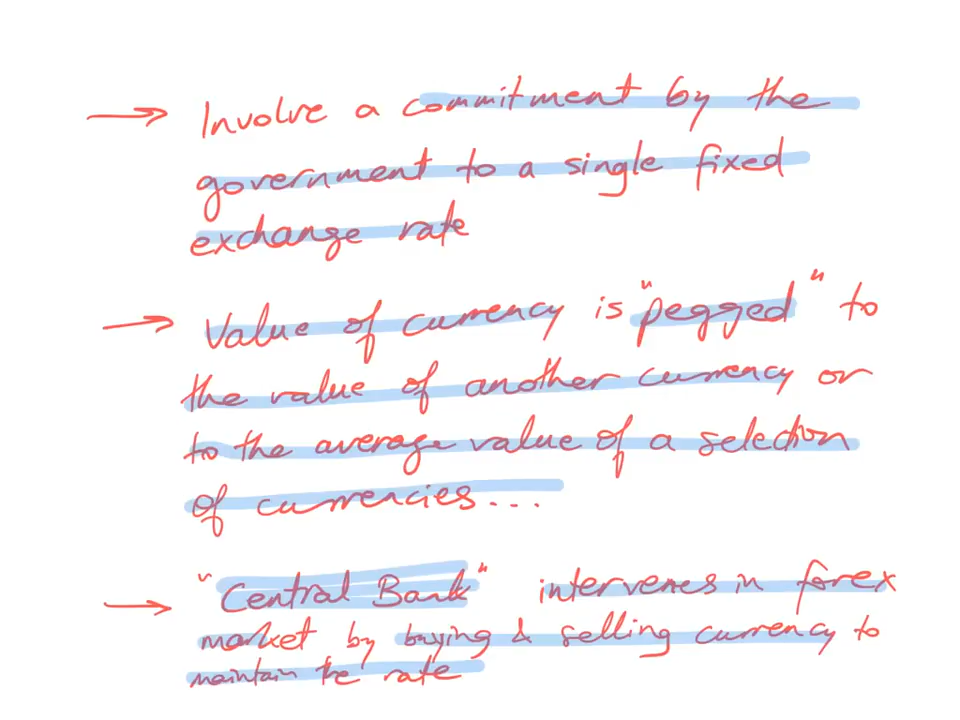 → Involve a commitment by the
government to a single fixed
exchange rate
→ Value of currency is "pegged" to
the value of another currency or
to the average value of a selection
of currencies...
→ "Central Bank" intervenes in forex
market by buying & selling currency to
maintain the rate